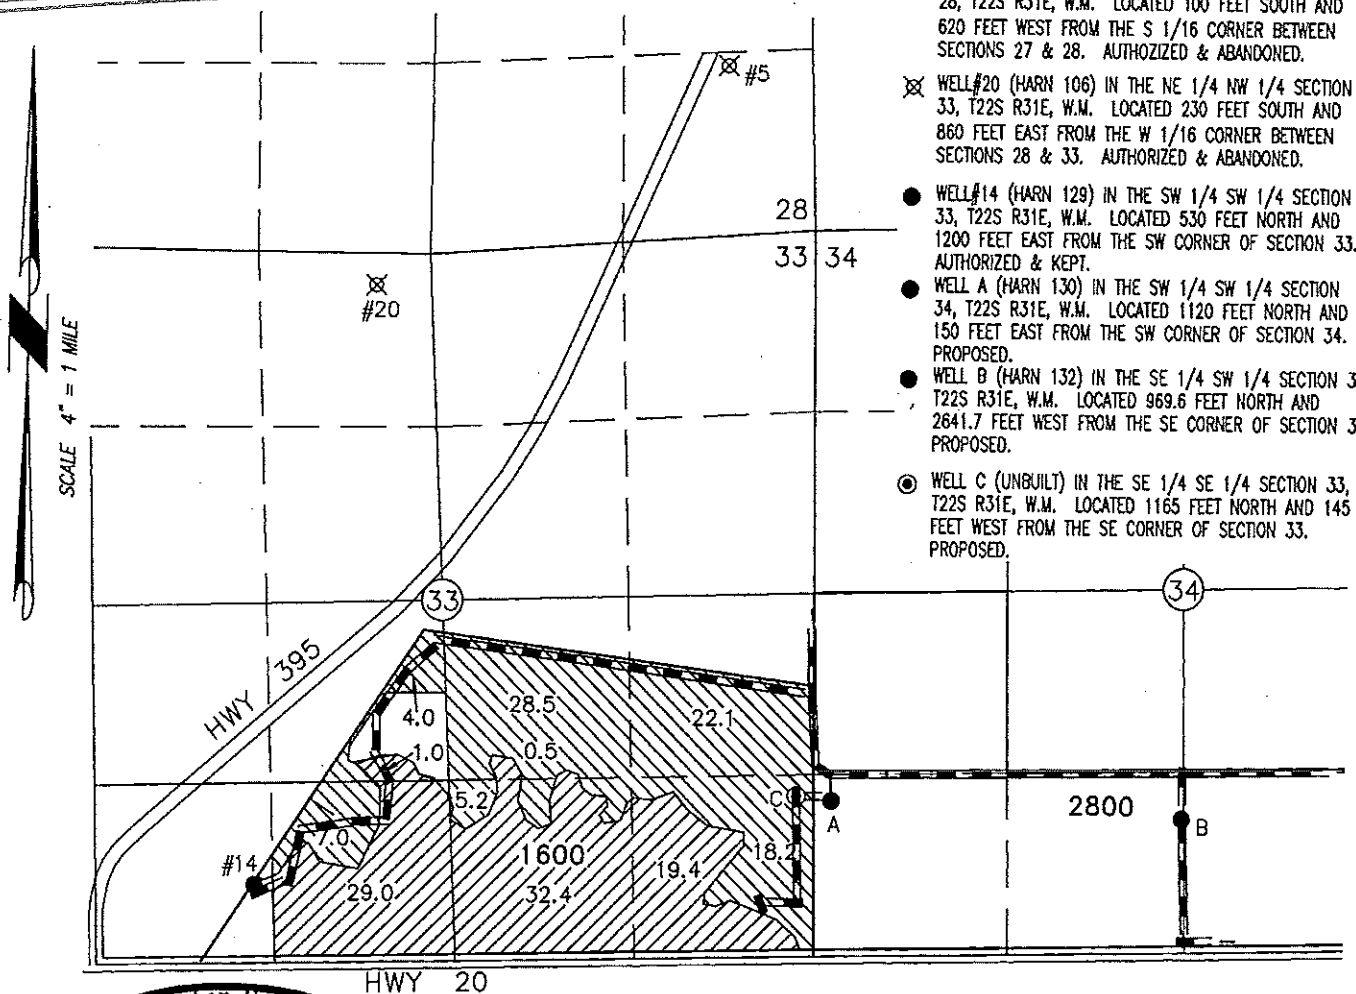 28, T22S R31E, W.M. LOCATED 100 FEET SOUTH AND
620 FEET WEST FROM THE S 1/16 CORNER BETWEEN
SECTIONS 27 & 28. AUTHOZIZED & ABANDONED.
WELL#20 (HARN 106) IN THE NE 1/4 NW 1/4 SECTION
33, T22S R31E, W.M. LOCATED 230 FEET SOUTH AND
860 FEET EAST FROM THE W 1/16 CORNER BETWEEN
SECTIONS 28 & 33. AUTHORIZED & ABANDONED.
WELL#14 (HARN 129) IN THE SW 1/4 SW 1/4 SECTION
33, T22S R31E, W.M. LOCATED 530 FEET NORTH AND
1200 FEET EAST FROM THE SW CORNER OF SECTION 33.
AUTHORIZED & KEPT.
WELL A (HARN 130) IN THE SW 1/4 SW 1/4 SECTION
34, T22S R31E, W.M. LOCATED 1120 FEET NORTH AND
150 FEET EAST FROM THE SW CORNER OF SECTION 34.
PROPOSED.
WELL B (HARN 132) IN THE SE 1/4 SW 1/4 SECTION 3
T22S R31E, W.M. LOCATED 969.6 FEET NORTH AND
2641.7 FEET WEST FROM THE SE CORNER OF SECTION 3
PROPOSED.
WELL C (UNBUILT) IN THE SE 1/4 SE 1/4 SECTION 33,
T22S R31E, W.M. LOCATED 1165 FEET NORTH AND 145
FEET WEST FROM THE SE CORNER OF SECTION 33.
PROPOSED.
N
SCALE 4" = 1 MILE
#5
28
33 34
#20
33
34
HWY 395
4.0
28.5
22.1
1.0
0.5
5.2
C
A
2800
B
7.0
1600
18.2
#14
29.0
32.4
19.4
HWY 20